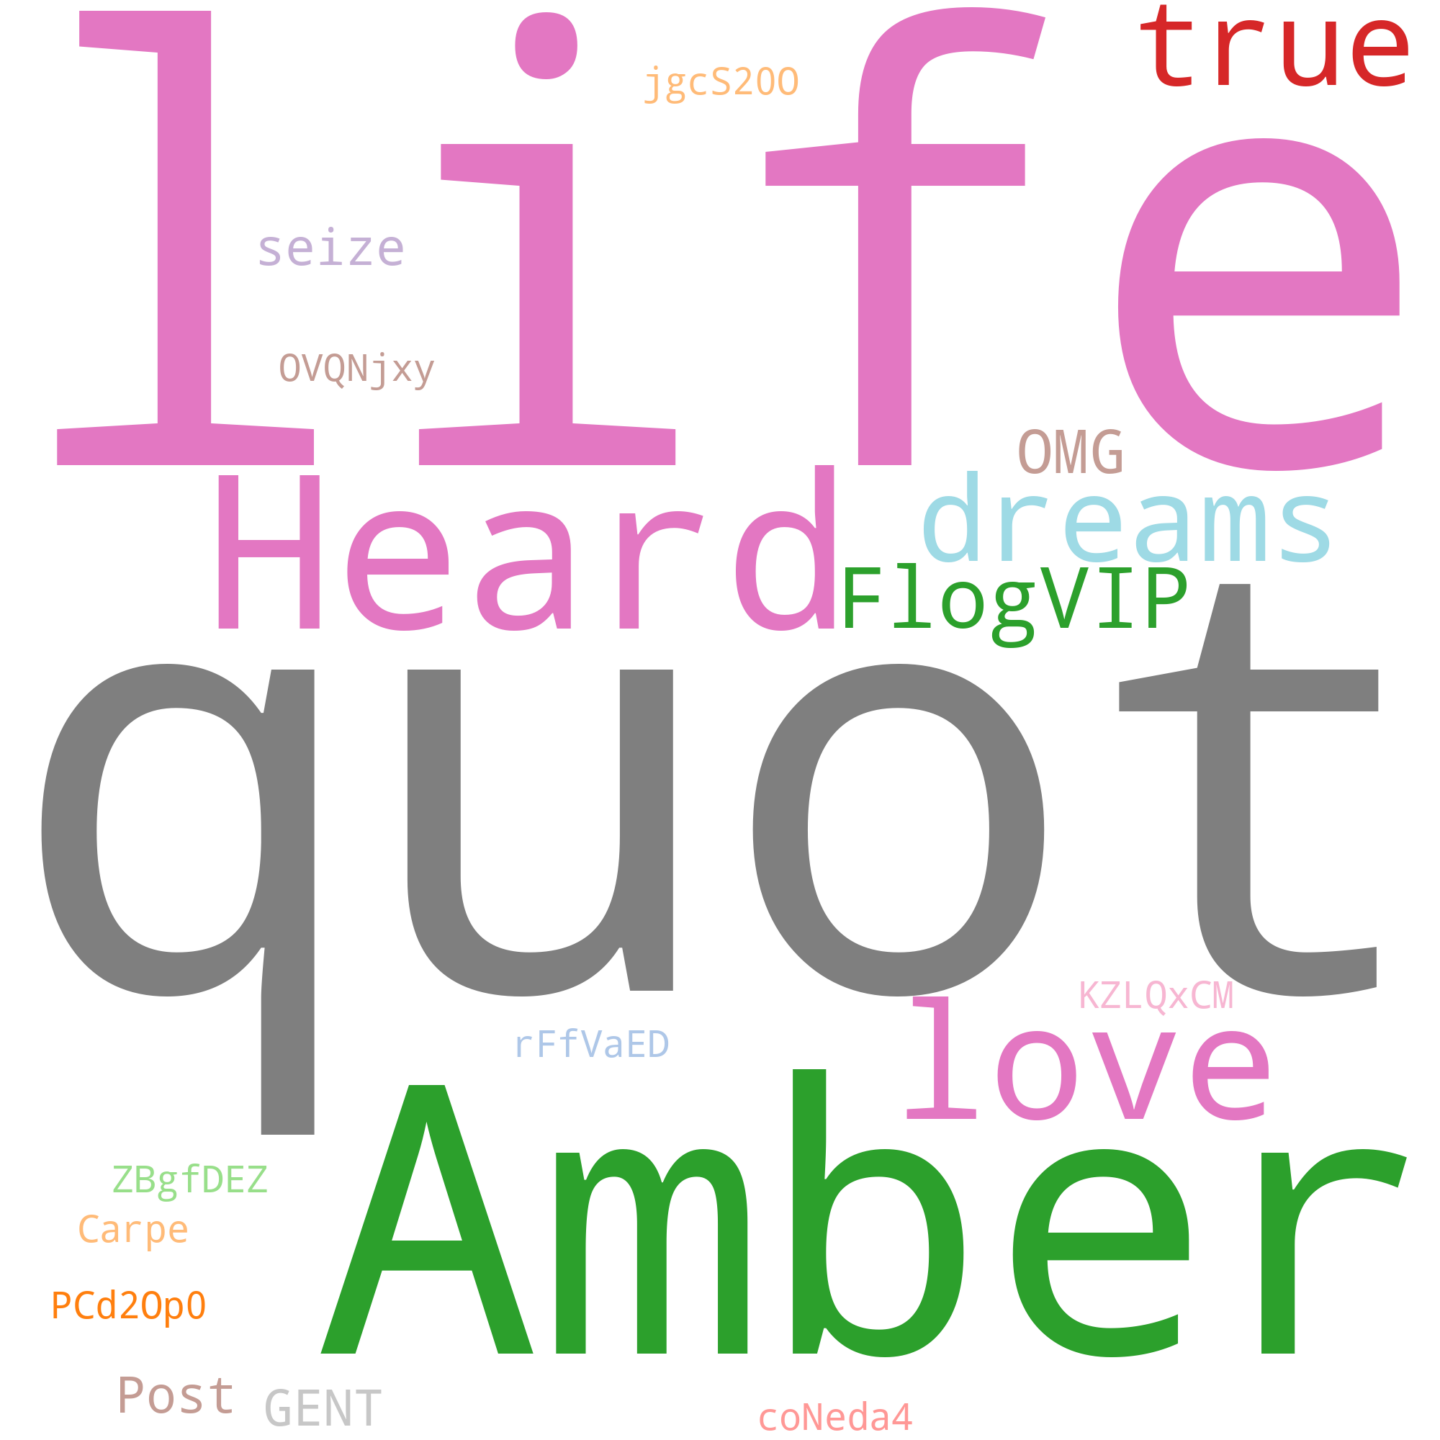 life
true
jgcS20O
seize
OVQNjxy
OMG
Heard
dreams
FlogVIP
quot
KZLQxCM
love
rFfVaED
Amber
ZBgfDEZ
Carpe
PCd2Op0
Post
GENT
coNeda4